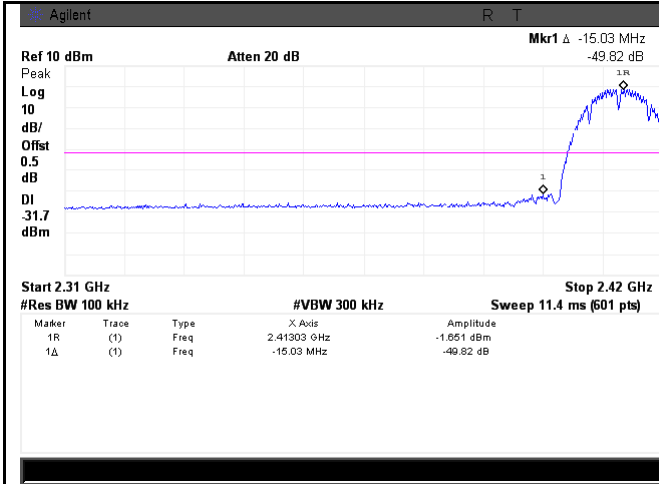 Agilent R T
Mkr1 Δ -15.03 MHz
Ref 10 dBm Atten 20 dB -49.82 dB
Peak
Log
10
dB/
Offst
0.5
dB
DI
-31.7
dBm
1R
1
Start 2.31 GHz Stop 2.42 GHz
#Res BW 100 kHz #VBW 300 kHz Sweep 11.4 ms (601 pts)
Marker Trace Type X Axis Amplitude
1R (1) Freq 2.41303 GHz -1.651 dBm
1Δ (1) Freq -15.03 MHz -49.82 dB